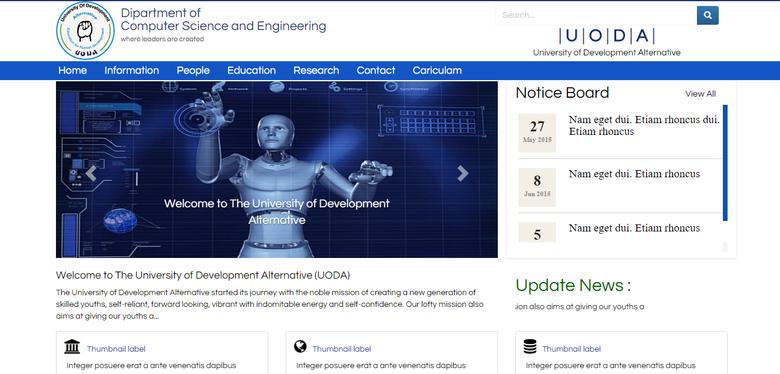 University Of Development
Alternative
UODA
Dipartment of
Computer Science and Engineering
where leaders are created
Search...
|U|O|D|A|
University of Development Alternative
Home Information People Education Research Contact Cariculam
Notice Board
View All
27
May 2015
Nam eget dui. Etiam rhoncus dui.
Etiam rhoncus
8
Jun 2015
Nam eget dui. Etiam rhoncus
5
Nam eget dui. Etiam rhoncus
Welcome to The University of Development
Alternative
Welcome to The University of Development Alternative (UODA)
The University of Development Alternative started its journey with the noble mission of creating a new generation of
skilled youths, self-reliant, forward looking, vibrant with indomitable energy and self-confidence. Our lofty mission also
aims at giving our youths a...
Update News :
ion also aims at giving our youths a
Thumbnail label
Integer posuere erat a ante venenatis dapibus
Thumbnail label
Integer posuere erat a ante venenatis dapibus
Thumbnail label
Integer posuere erat a ante venenatis dapibus